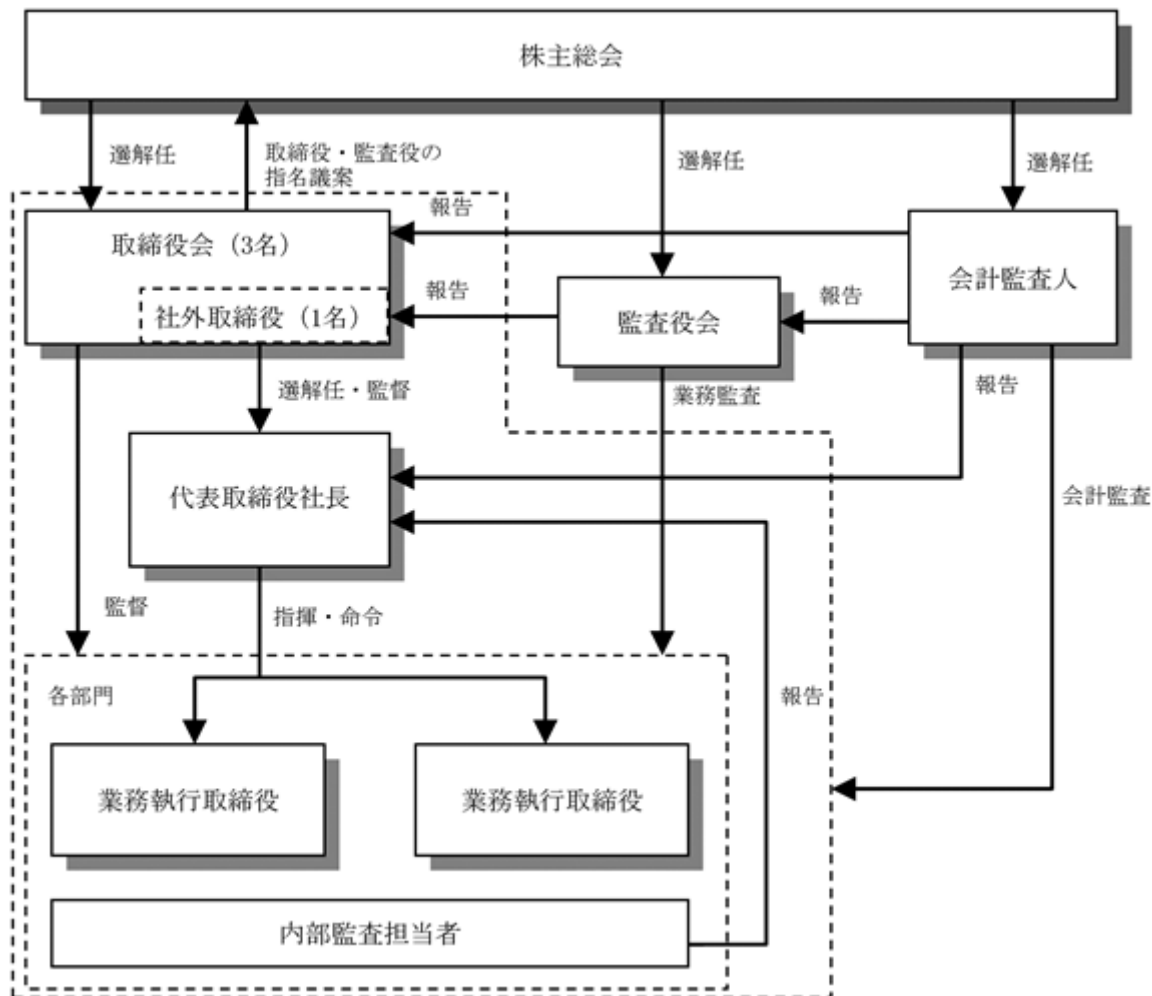 株主総会
選解任
取締役・監査役の
指名議案
選解任
選解任
報告
取締役会（3名）
社外取締役（1名）
報告
監査役会
報告
会計監査人
選解任・監督
業務監査
報告
代表取締役社長
会計監査
監督
指揮・命令
各部門
報告
業務執行取締役
業務執行取締役
内部監査担当者